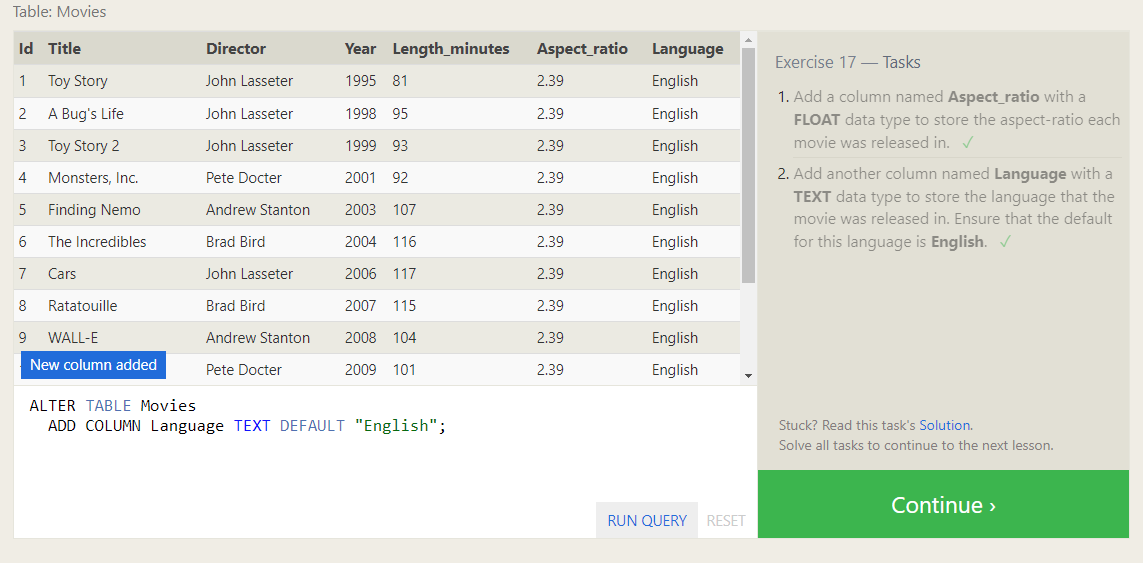 Table: Movies
Id Title Director Year Length_minutes Aspect_ratio Language
1 Toy Story John Lasseter 1995 81 2.39 English
2 A Bug's Life John Lasseter 1998 95 2.39 English
3 Toy Story 2 John Lasseter 1999 93 2.39 English
4 Monsters, Inc. Pete Docter 2001 92 2.39 English
5 Finding Nemo Andrew Stanton 2003 107 2.39 English
6 The Incredibles Brad Bird 2004 116 2.39 English
7 Cars John Lasseter 2006 117 2.39 English
8 Ratatouille Brad Bird 2007 115 2.39 English
9 WALL-E Andrew Stanton 2008 104 2.39 English
Pete Docter 2009 101 2.39 English
New column added
ALTER TABLE Movies
ADD COLUMN Language TEXT DEFAULT "English";
RUN QUERY RESET
Exercise 17 — Tasks
1. Add a column named Aspect_ratio with a
FLOAT data type to store the aspect-ratio each
movie was released in. ✓
2. Add another column named Language with a
TEXT data type to store the language that the
movie was released in. Ensure that the default
for this language is English. ✓
Stuck? Read this task's Solution.
Solve all tasks to continue to the next lesson.
Continue ›